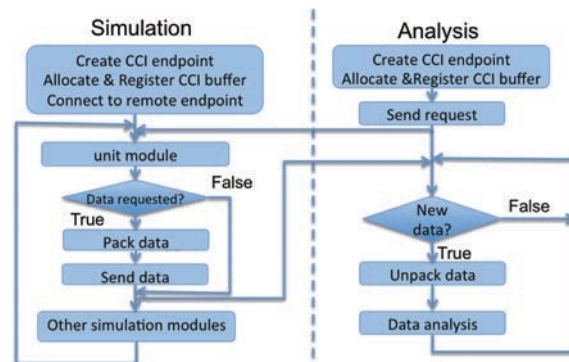 Simulation
Create CCI endpoint
Allocate & Register CCI buffer
Connect to remote endpoint
unit module
Data requested?
False
True
Pack data
Send data
Other simulation modules
Analysis
Create CCI endpoint
Allocate &Register CCI buffer
Send request
New
data?
False
True
Unpack data
Data analysis